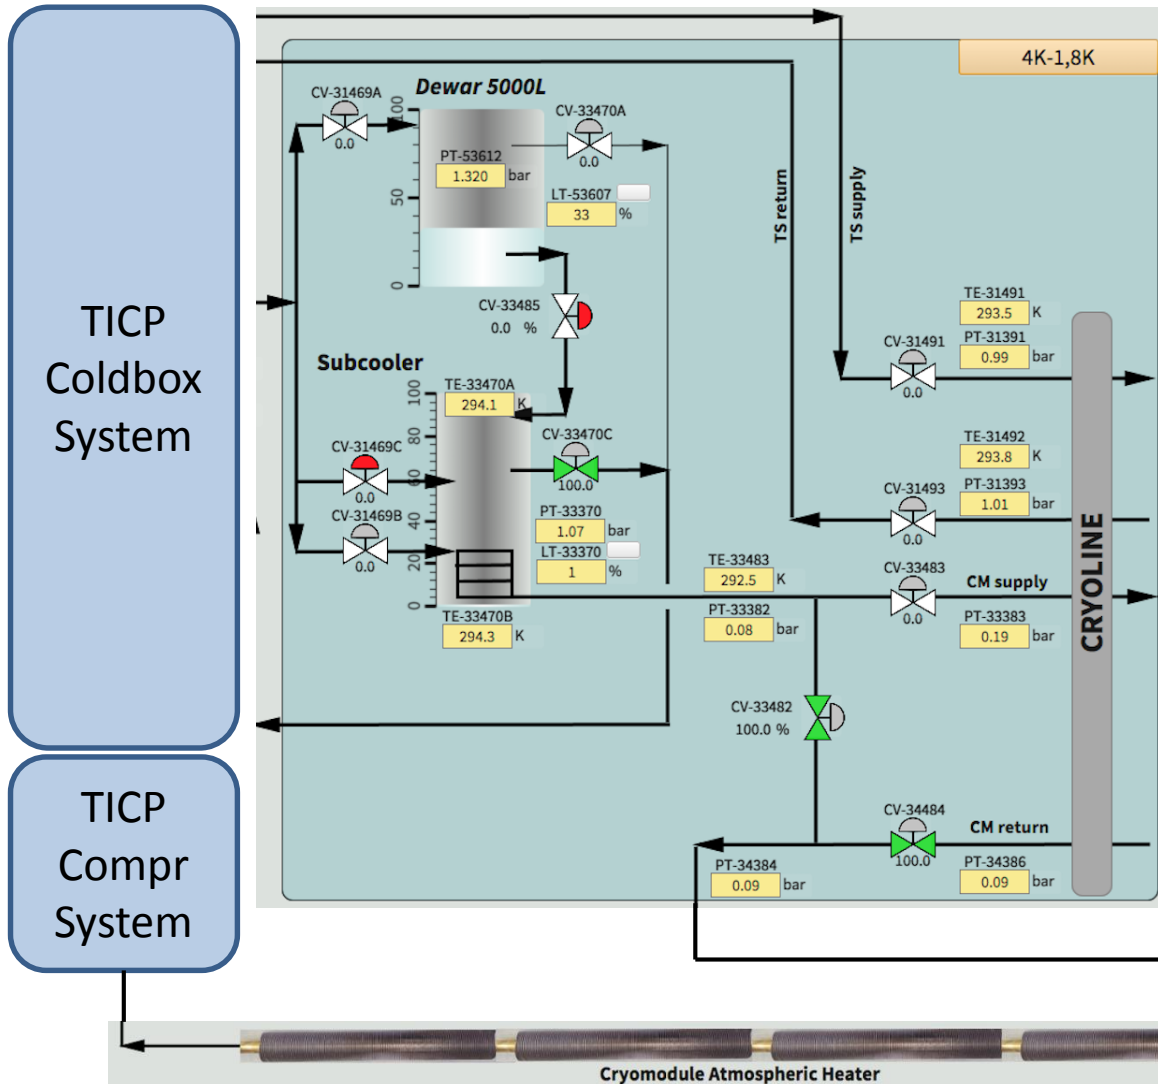 TICP
Coldbox
System
TICP
Compr
System
4K-1,8K
Dewar 5000L
CV-31469A
0.0
100
50
0
PT-53612
1.320 bar
CV-33470A
0.0
LT-53607
33 %
CV-33485
0.0 %
TS return
TS supply
TE-31491
293.5 K
PT-31391
0.99 bar
CV-31491
0.0
Subcooler
TE-33470A
294.1 K
100
80
60
40
20
0
CV-31469C
0.0
CV-31469B
0.0
CV-33470C
100.0
PT-33370
1.07 bar
LT-33370
1 %
TE-33470B
294.3 K
TE-31492
293.8 K
PT-31393
1.01 bar
CV-31493
0.0
TE-33483
292.5 K
PT-33382
0.08 bar
CV-33483
0.0
CM supply
PT-33383
0.19 bar
CRYOLINE
CV-33482
100.0 %
CV-34484
100.0
CM return
PT-34384
0.09 bar
PT-34386
0.09 bar
Cryomodule Atmospheric Heater